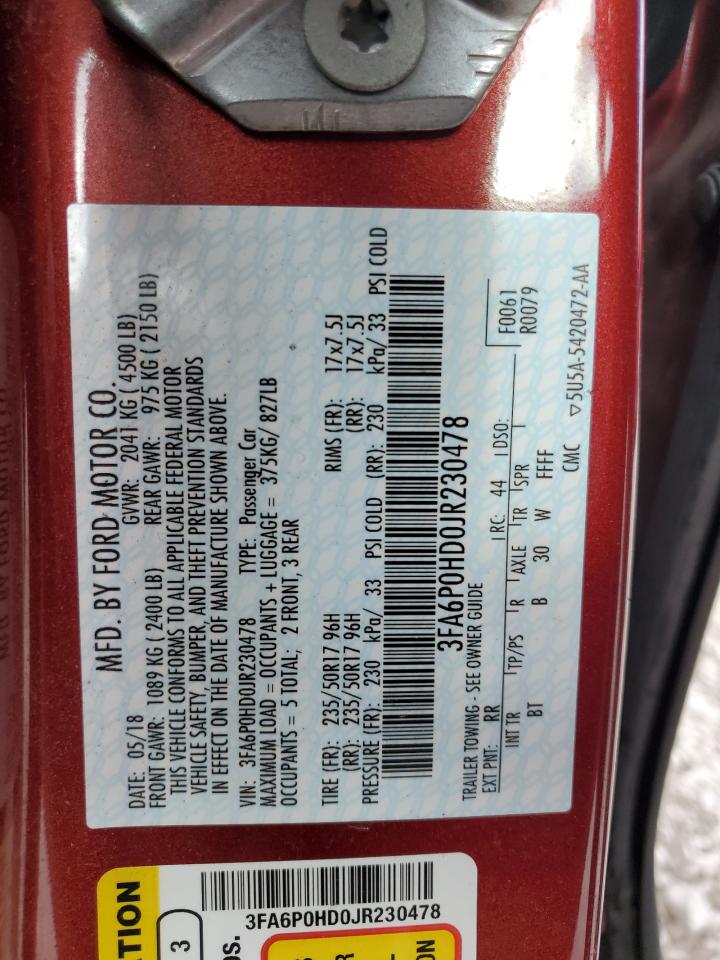 MFD. BY FORD MOTOR CO.
DATE: 05/18 GVWR: 2041 KG ( 4500 LB)
FRONT GAWR: 1089 KG ( 2400 LB) REAR GAWR: 975 KG ( 2150 LB)
THIS VEHICLE CONFORMS TO ALL APPLICABLE FEDERAL MOTOR
VEHICLE SAFETY, BUMPER, AND THEFT PREVENTION STANDARDS
IN EFFECT ON THE DATE OF MANUFACTURE SHOWN ABOVE.
VIN: 3FA6P0HD0JR230478 TYPE: Passenger Car
MAXIMUM LOAD = OCCUPANTS + LUGGAGE = 375KG/ 827LB
OCCUPANTS = 5 TOTAL; 2 FRONT, 3 REAR
TIRE (FR): 235/50R17 96H RIMS (FR): 17x7.5J
(RR): 235/50R17 96H (RR): 17x7.5J
PRESSURE (FR): 230 kPa/ 33 PSI COLD (RR): 230 kPa/ 33 PSI COLD
3FA6P0HD0JR230478
TRAILER TOWING - SEE OWNER GUIDE F0061
EXT PNT: RR RC: 44 DSO: R0079
INT TR TP/PS R AXLE TR SPR
BT B 30 W FFFF
CMC ▽5U5A-5420472-AA
3FA6P0HD0JR230478
3